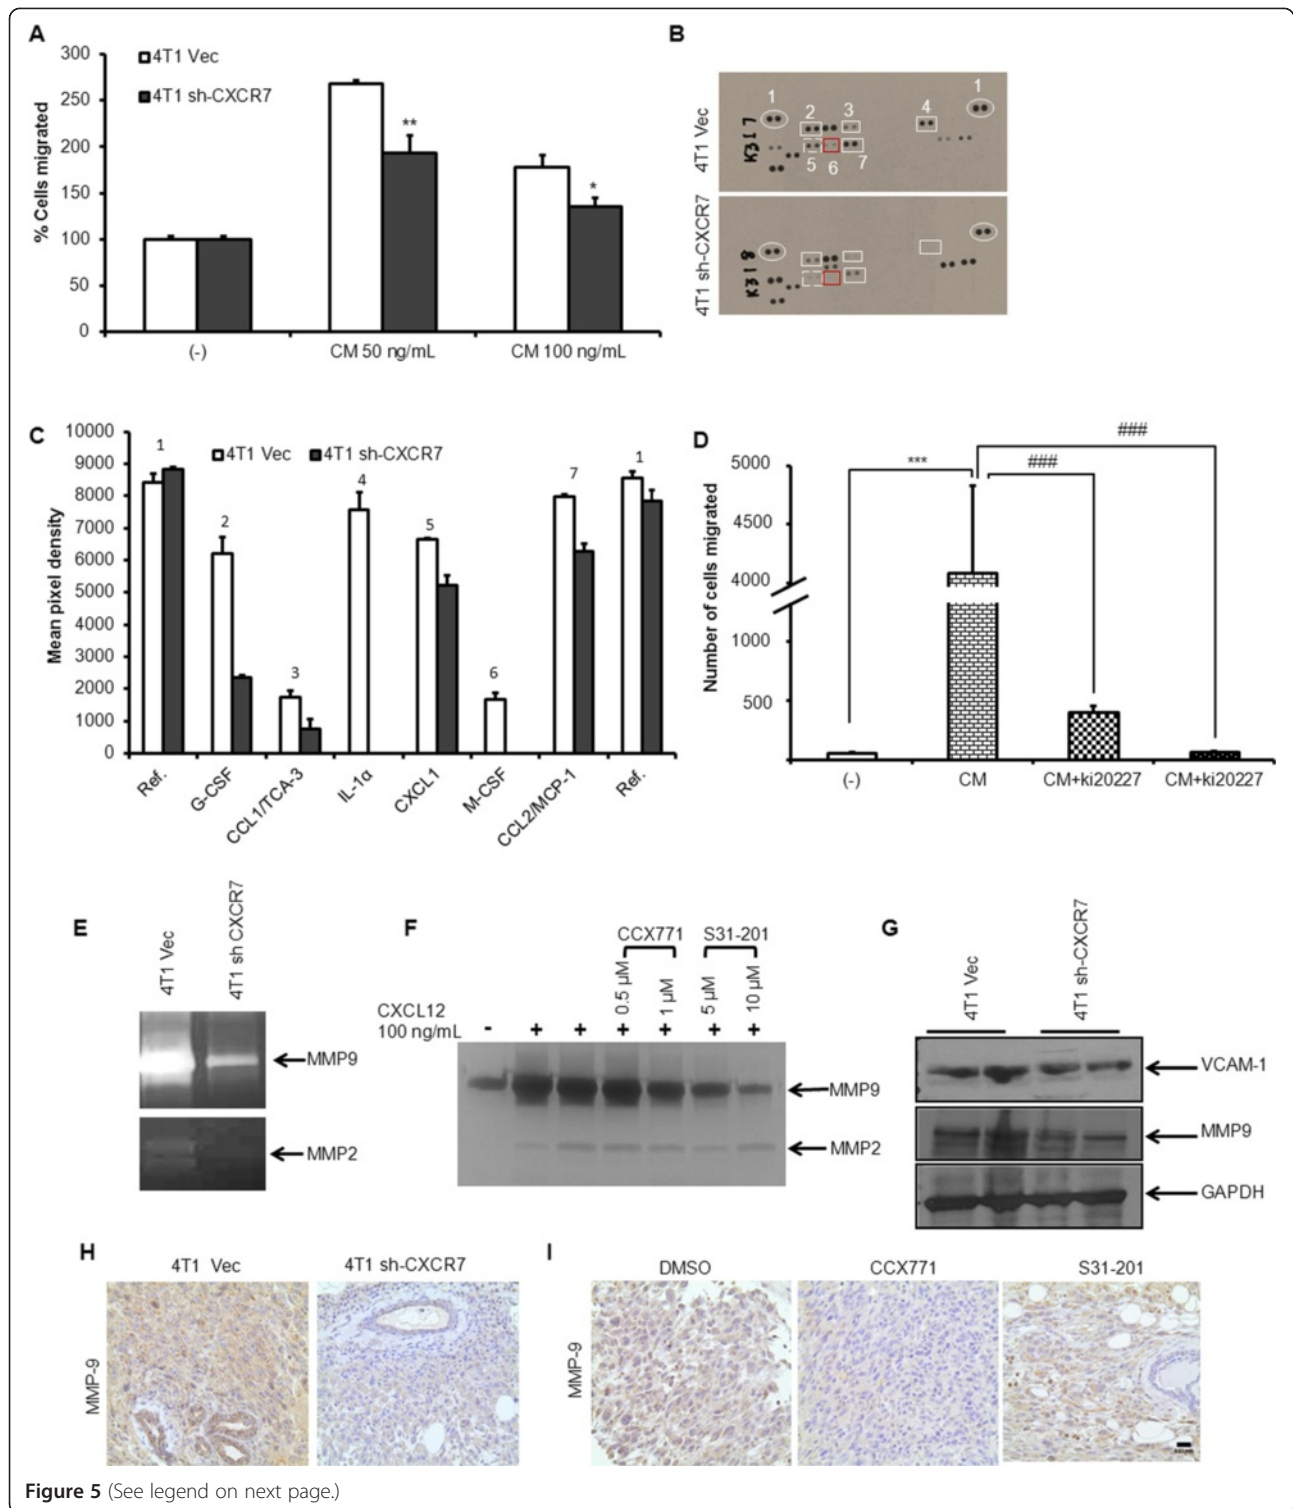 A
300
250
200
150
100
50
0
% Cells migrated
4T1 Vec
4T1 sh-CXCR7
**
*
(-)
CM 50 ng/mL
CM 100 ng/mL
B
4T1 Vec
K317
1
2
3
4
1
5
6
7
4T1 sh-CXCR7
K318
C
10000
9000
8000
7000
6000
5000
4000
3000
2000
1000
0
Mean pixel density
4T1 Vec
4T1 sh-CXCR7
1
2
3
4
5
6
7
1
Ref.
G-CSF
CCL1/TCA-3
IL-1α
CXCL1
M-CSF
CCL2/MCP-1
Ref.
D
5000
4500
4000
1000
500
Number of cells migrated
***
###
###
(-)
CM
CM+ki20227
CM+ki20227
E
4T1 Vec
4T1 sh CXCR7
MMP9
MMP2
F
CCX771
S31-201
0.5 µM
1 µM
5 µM
10 µM
CXCL12
100 ng/mL
- + + + + + +
MMP9
MMP2
G
4T1 Vec
4T1 sh-CXCR7
VCAM-1
MMP9
GAPDH
H
4T1 Vec
4T1 sh-CXCR7
MMP-9
I
DMSO
CCX771
S31-201
MMP-9
Figure 5 (See legend on next page.)